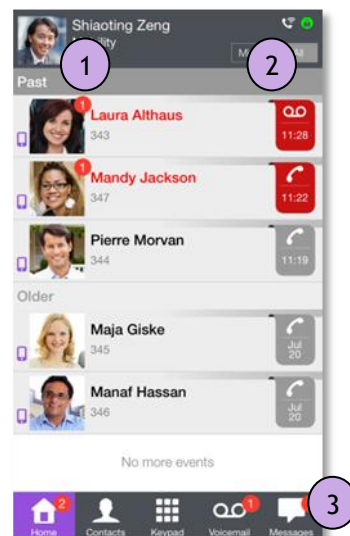 Shiaoting Zeng
1
2
Past
1
Laura Althaus
343
11:28
1
Mandy Jackson
347
11:22
Pierre Morvan
344
11:19
Older
Maja Giske
345
Jul
20
Manaf Hassan
346
Jul
20
No more events
2
1
3
Home
Contacts
Keypad
Voicemail
Messages